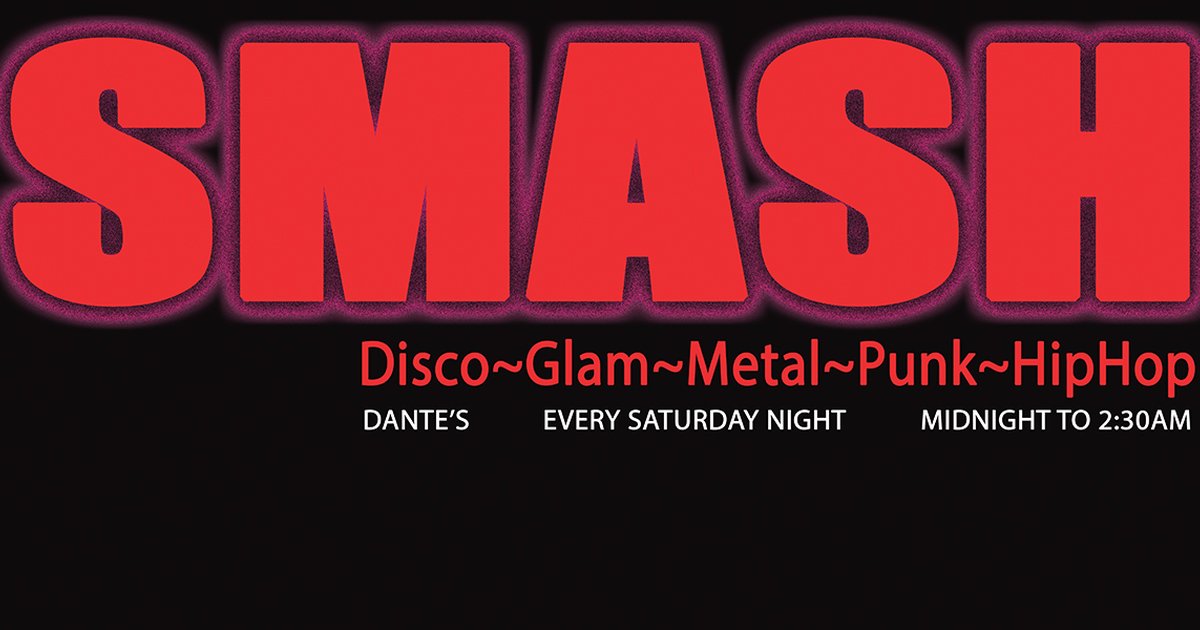 SMASH
Disco~Glam~Metal~Punk~HipHop
DANTE’S EVERY SATURDAY NIGHT MIDNIGHT TO 2:30AM